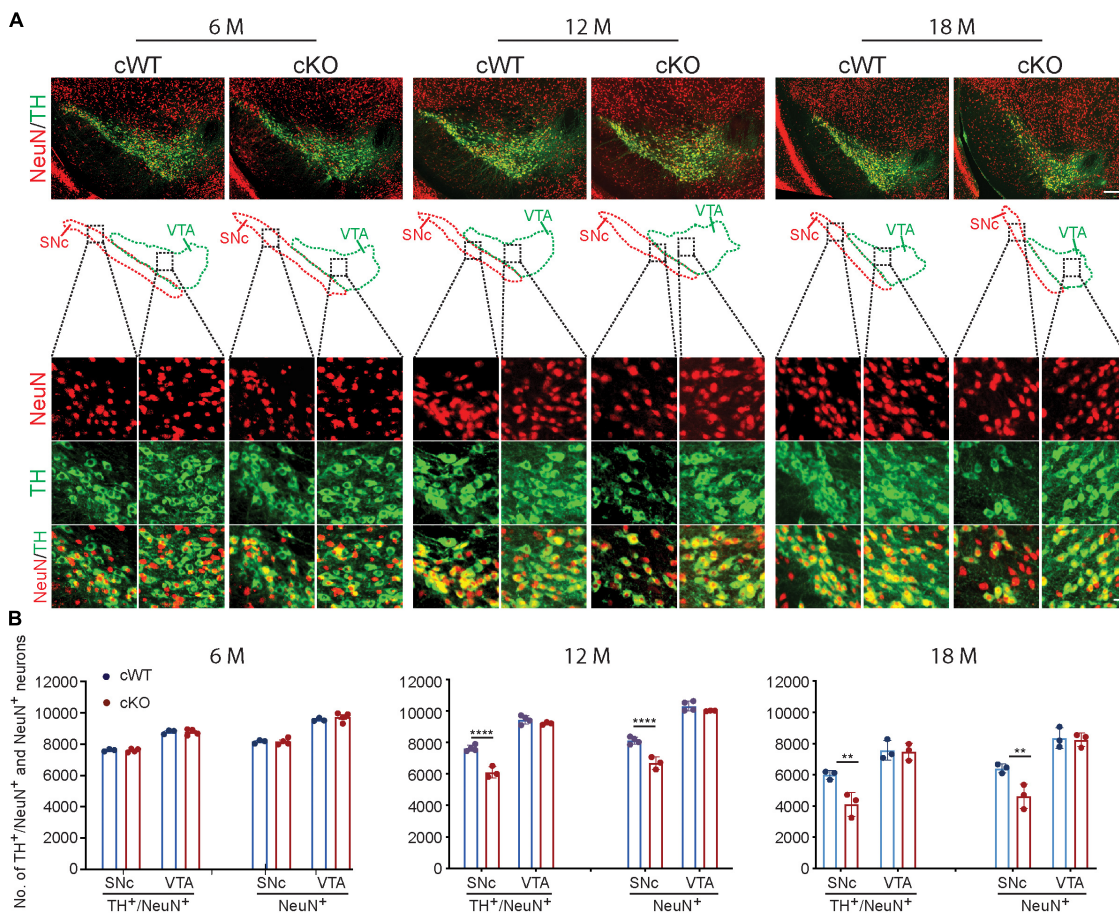 A
6 M 12 M 18 M
cWT cKO cWT cKO cWT cKO
NeuN/TH
SNc VTA SNc VTA SNc VTA SNc VTA SNc VTA SNc VTA
NeuN
TH
NeuN/TH
B
No. of TH+/NeuN+ and NeuN+ neurons
6 M
cWT
cKO
12000
10000
8000
6000
4000
2000
0
SNc VTA SNc VTA
TH+/NeuN+ NeuN+
12 M
12000
10000
8000
6000
4000
2000
0
**** ****
SNc VTA SNc VTA
TH+/NeuN+ NeuN+
18 M
12000
10000
8000
6000
4000
2000
0
** **
SNc VTA SNc VTA
TH+/NeuN+ NeuN+